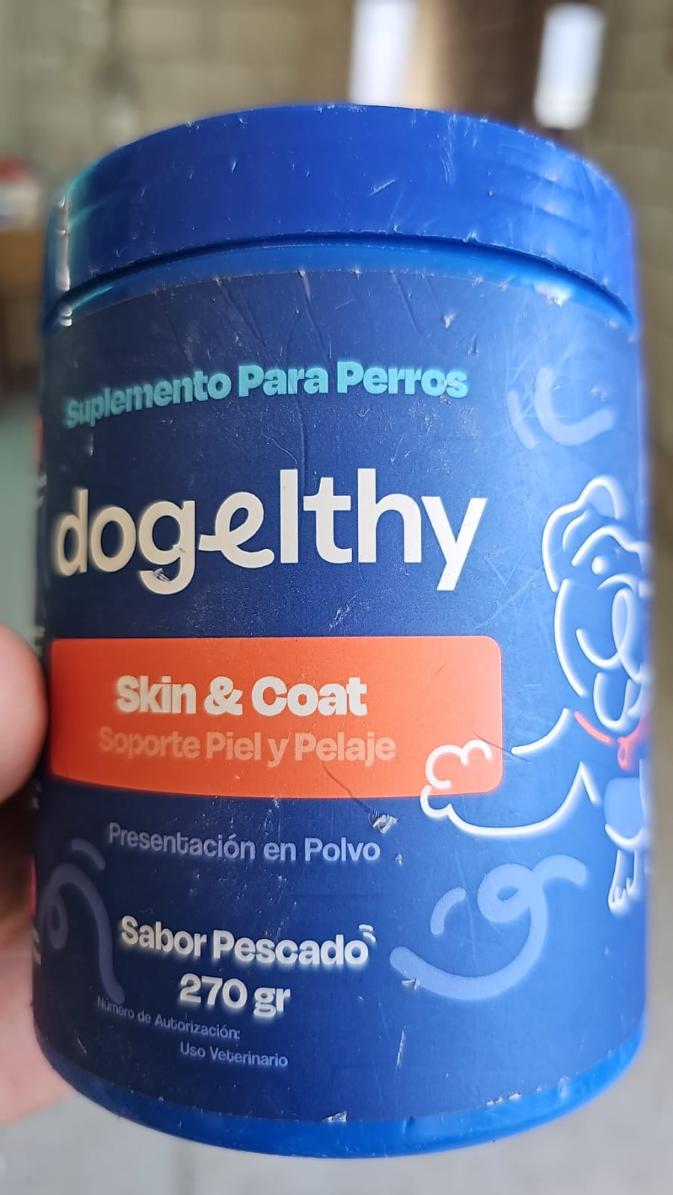 Suplemento Para Perros
dogelthy
Skin & Coat
Soporte Piel y Pelaje
Presentación en Polvo
Sabor Pescado
270 gr
Número de Autorización:
Uso Veterinario